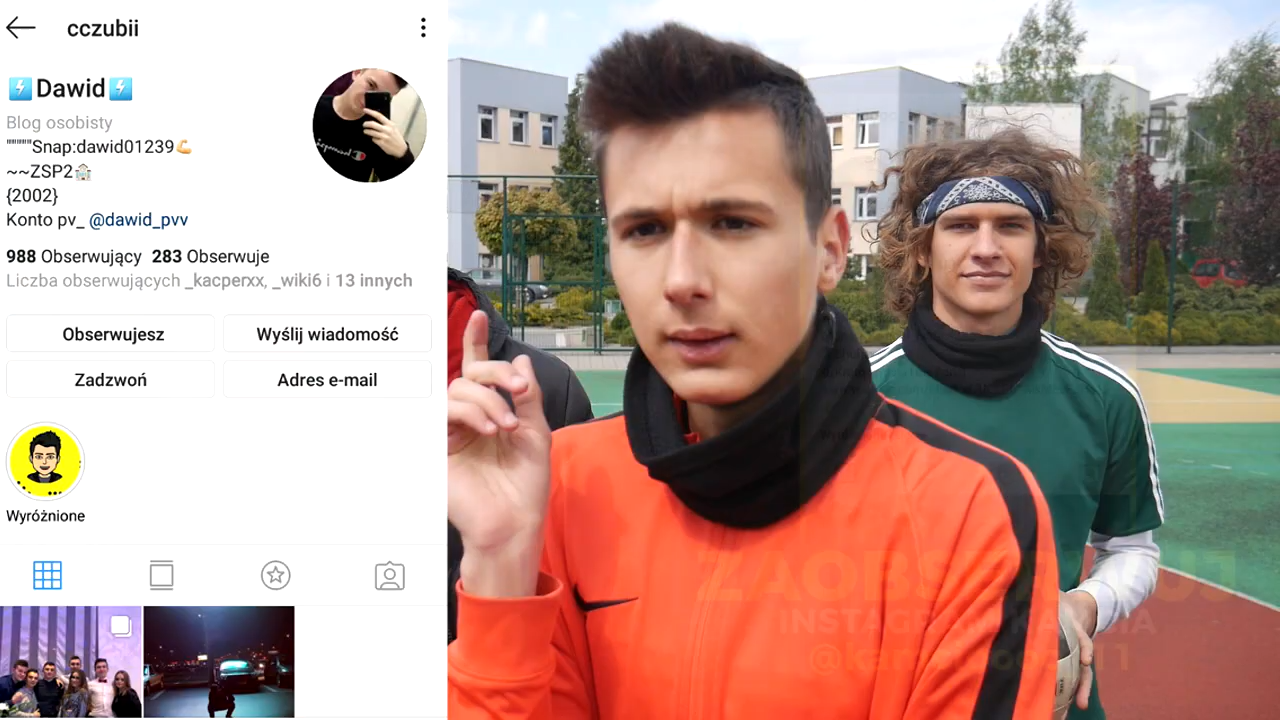 cczubii
Dawid
Blog osobisty
"""""Snap:dawid01239💪🏻
~~ZSP2🏫
{2002}
Konto pv_ @dawid_pvv
988 Obserwujący 283 Obserwuje
Liczba obserwujących _kacperxx, _wiki6 i 13 innych
Obserwujesz
Wyślij wiadomość
Zadzwoń
Adres e-mail
Wyróżnione